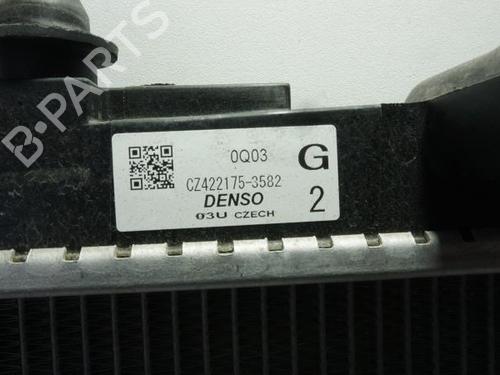 B-PARTS
0Q03
G
CZ422175-3582
DENSO
2
03U CZECH